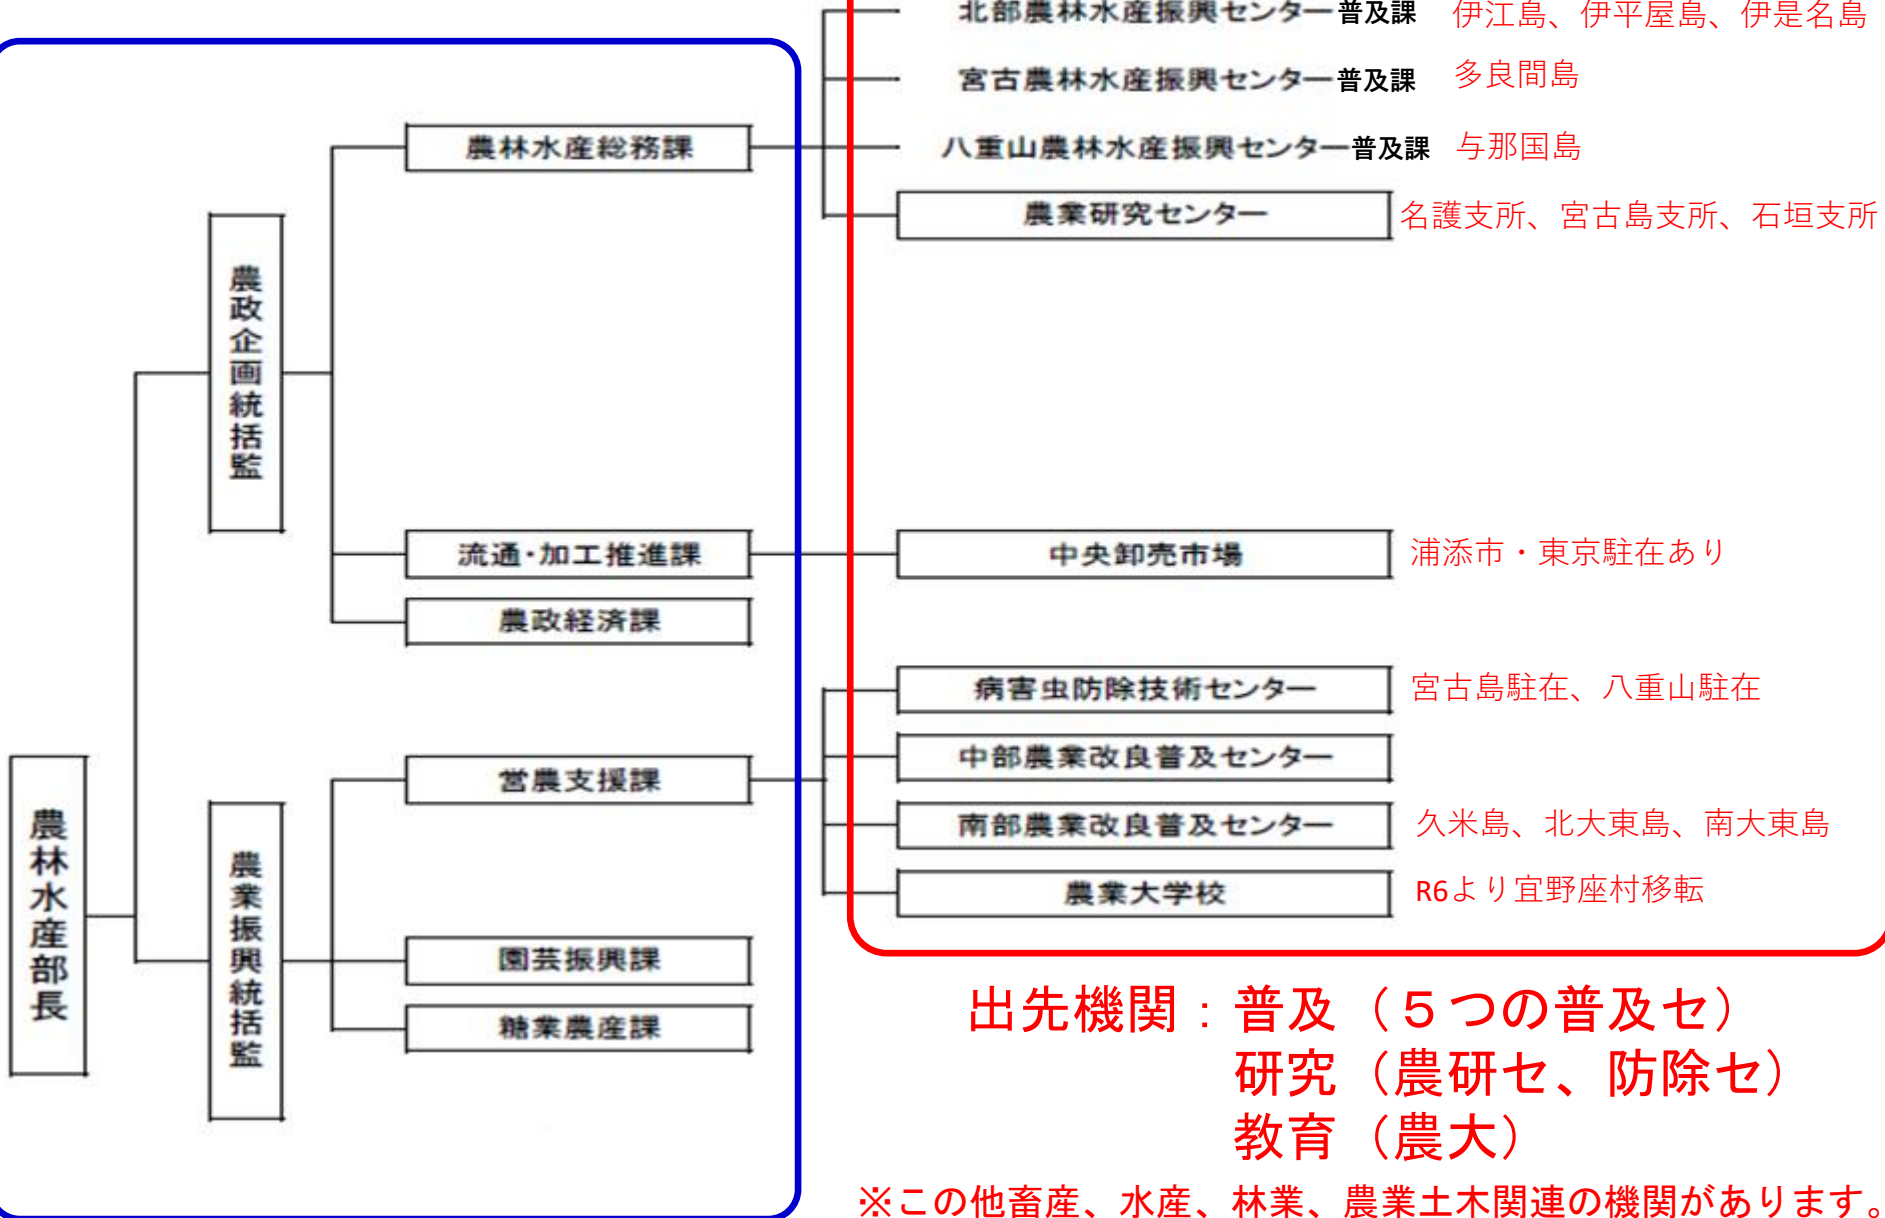 北部農林水産振興センター普及課 伊江島、伊平屋島、伊是名島
宮古農林水産振興センター普及課 多良間島
八重山農林水産振興センター普及課 与那国島
農林水産総務課
農業研究センター 名護支所、宮古島支所、石垣支所
農政企画統括監
流通・加工推進課
中央卸売市場 浦添市・東京駐在あり
農政経済課
病害虫防除技術センター 宮古島駐在、八重山駐在
中部農業改良普及センター
営農支援課
南部農業改良普及センター 久米島、北大東島、南大東島
農業大学校 R6より宜野座村移転
農林水産部長
農業振興統括監
園芸振興課
糖業農産課
出先機関：普及（５つの普及セ）
研究（農研セ、防除セ）
教育（農大）
※この他畜産、水産、林業、農業土木関連の機関があります。